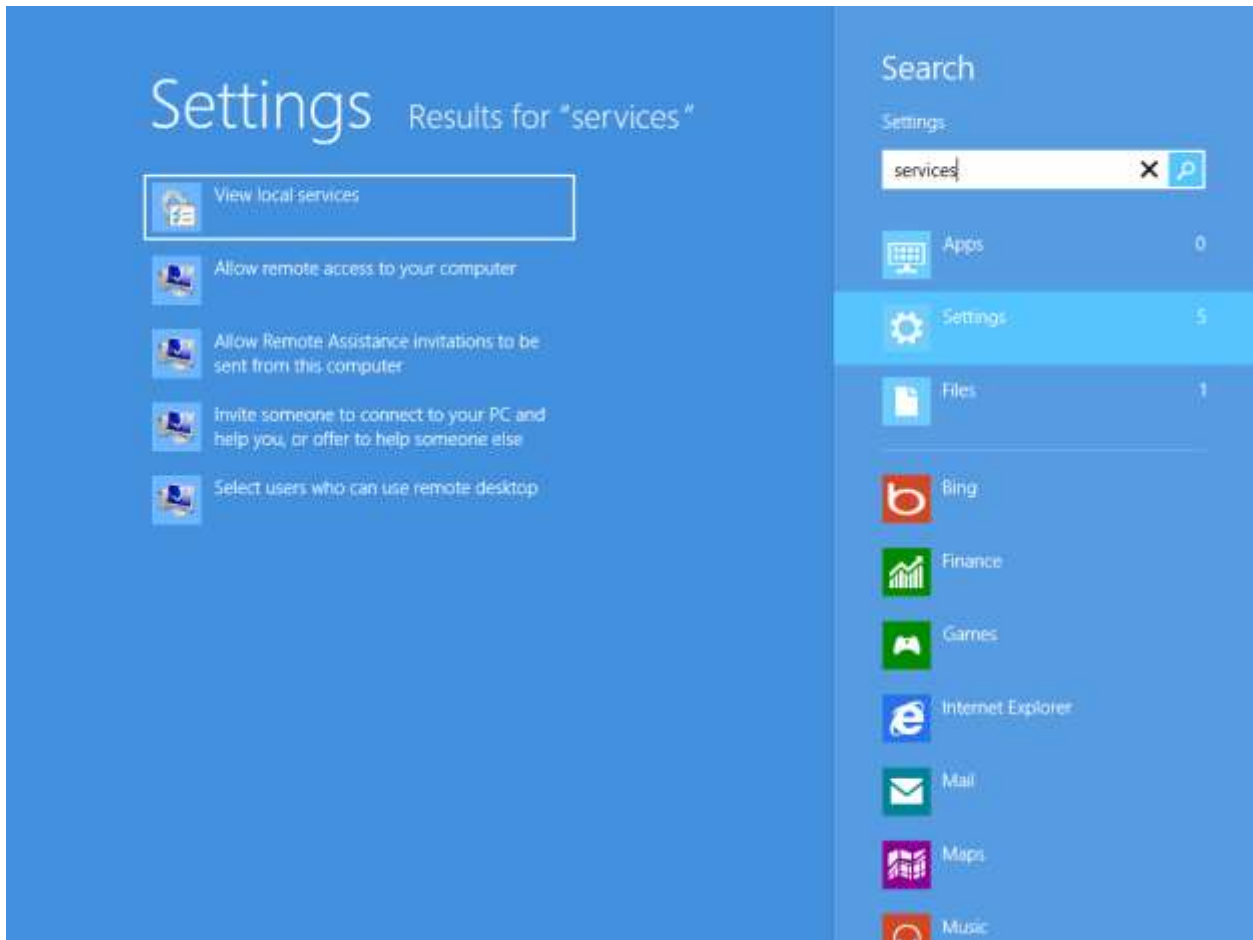 Settings Results for "services"
View local services
Allow remote access to your computer
Allow Remote Assistance invitations to be
sent from this computer
Invite someone to connect to your PC and
help you, or offer to help someone else
Select users who can use remote desktop
Search
Settings
services
Apps 0
Settings 5
Files 1
Bing
Finance
Games
Internet Explorer
Mail
Maps
Music